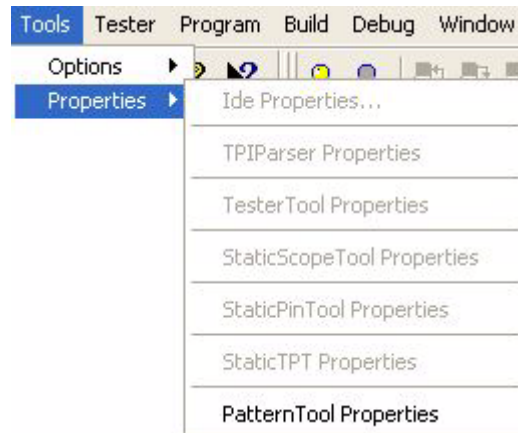 Tools Tester Program Build Debug Window
Options
Properties
Ide Properties...
TPIParser Properties
TesterTool Properties
StaticScopeTool Properties
StaticPinTool Properties
StaticTPT Properties
PatternTool Properties